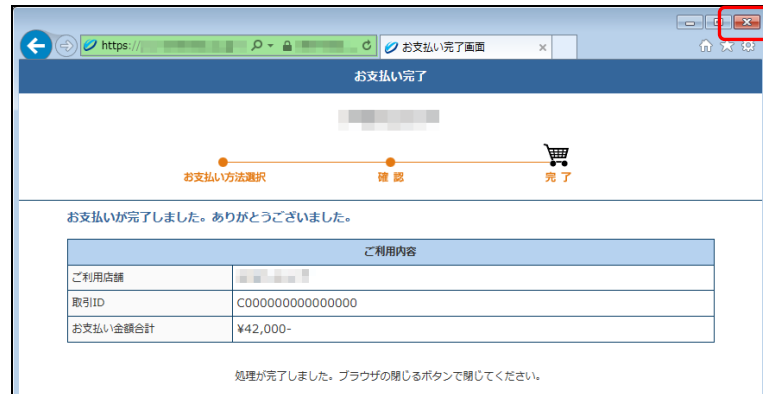 https://
お支払い完了画面
お支払い完了
お支払い方法選択
確 認
完 了
お支払いが完了しました。ありがとうございました。
ご利用内容
ご利用店舗
取引ID C000000000000000
お支払い金額合計 ¥42,000-
処理が完了しました。ブラウザの閉じるボタンで閉じてください。